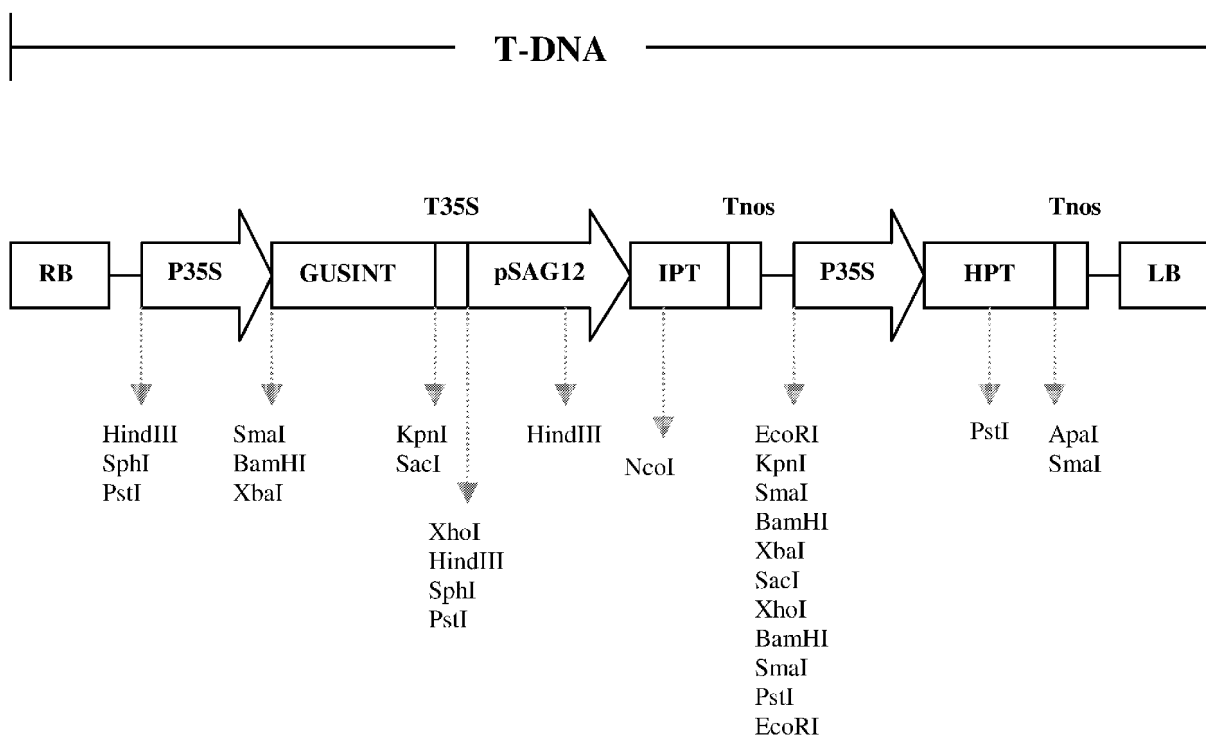 T-DNA
T35S
Tnos
Tnos
RB
P35S
GUSINT
pSAG12
IPT
P35S
HPT
LB
HindIII
SphI
PstI
SmaI
BamHI
XbaI
KpnI
SacI
XhoI
HindIII
SphI
PstI
HindIII
NcoI
EcoRI
KpnI
SmaI
BamHI
XbaI
SacI
XhoI
BamHI
SmaI
PstI
EcoRI
PstI
ApaI
SmaI